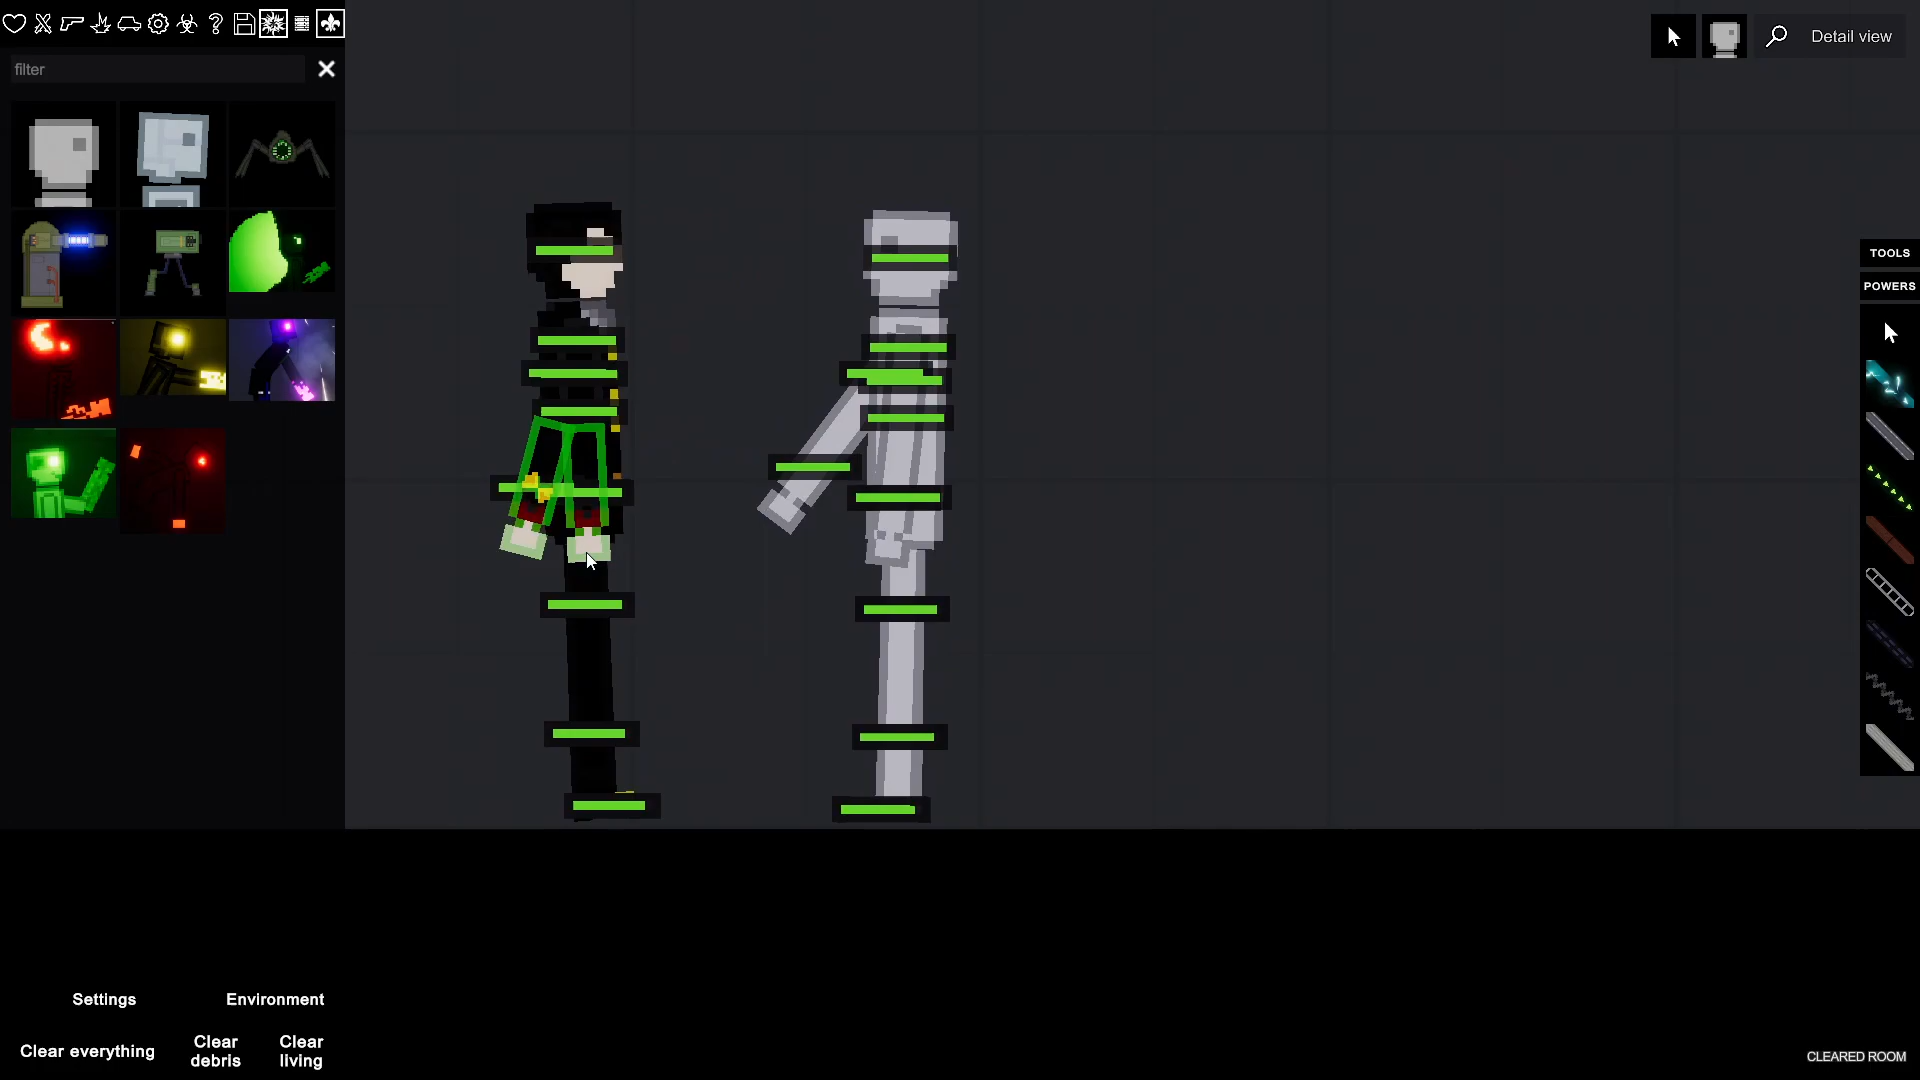 filter
Detail view
TOOLS
POWERS
Settings
Environment
Clear everything
Clear debris
Clear living
CLEARED ROOM